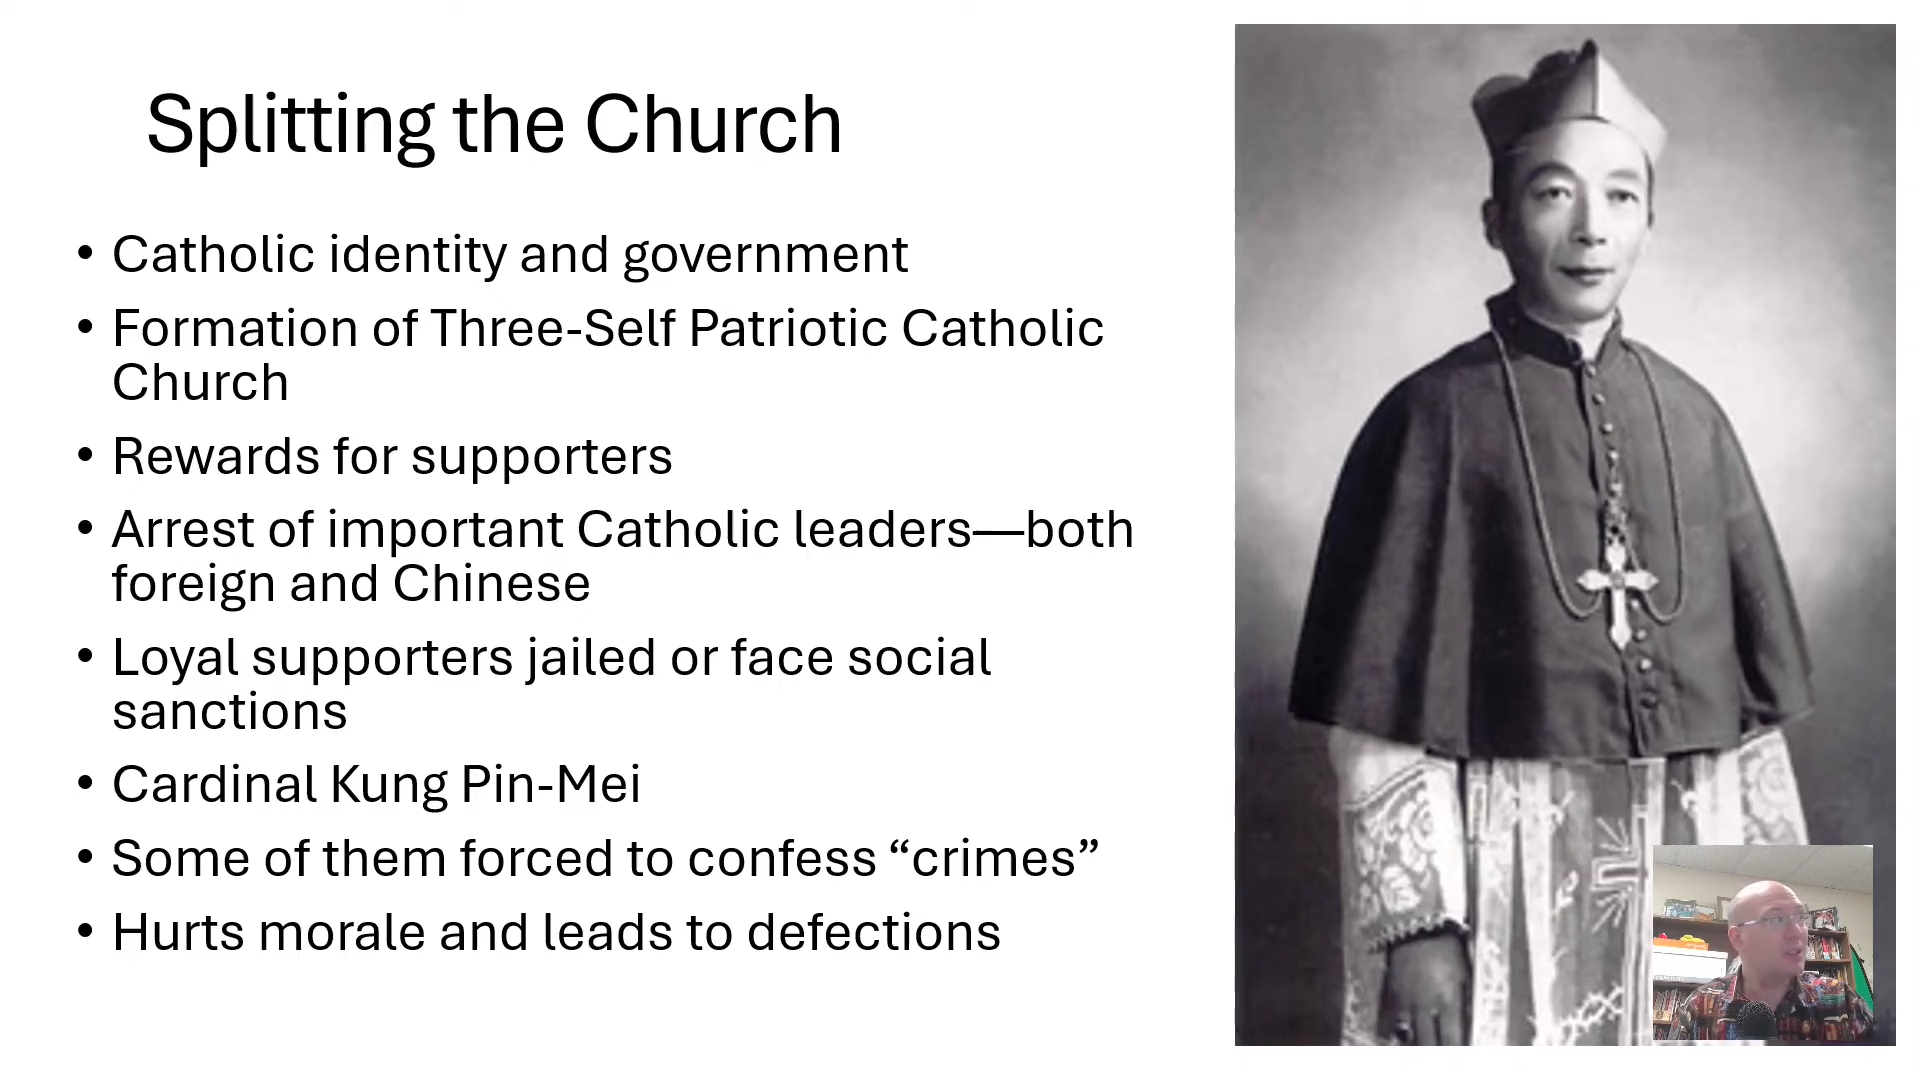 Splitting the Church
• Catholic identity and government
• Formation of Three-Self Patriotic Catholic
Church
• Rewards for supporters
• Arrest of important Catholic leaders—both
foreign and Chinese
• Loyal supporters jailed or face social
sanctions
• Cardinal Kung Pin-Mei
• Some of them forced to confess “crimes”
• Hurts morale and leads to defections